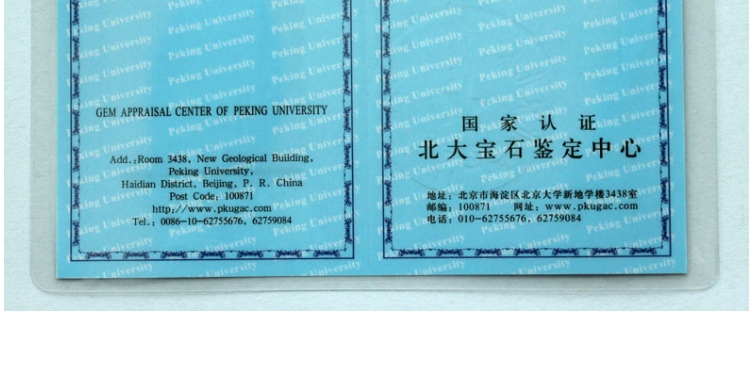 GEM APPRAISAL CENTER OF PEKING UNIVERSITY
Add.:Room 3438, New Geological Building,
Peking University,
Haidian District, Beijing, P. R. China
Post Code: 100871
http://www.pkugac.com
Tel.: 0086-10-62755676, 62759084
国家认证
北大宝石鉴定中心
地址: 北京市海淀区北京大学新地学楼3438室
邮编: 100871 网址: www.pkugac.com
电话: 010-62755676, 62759084